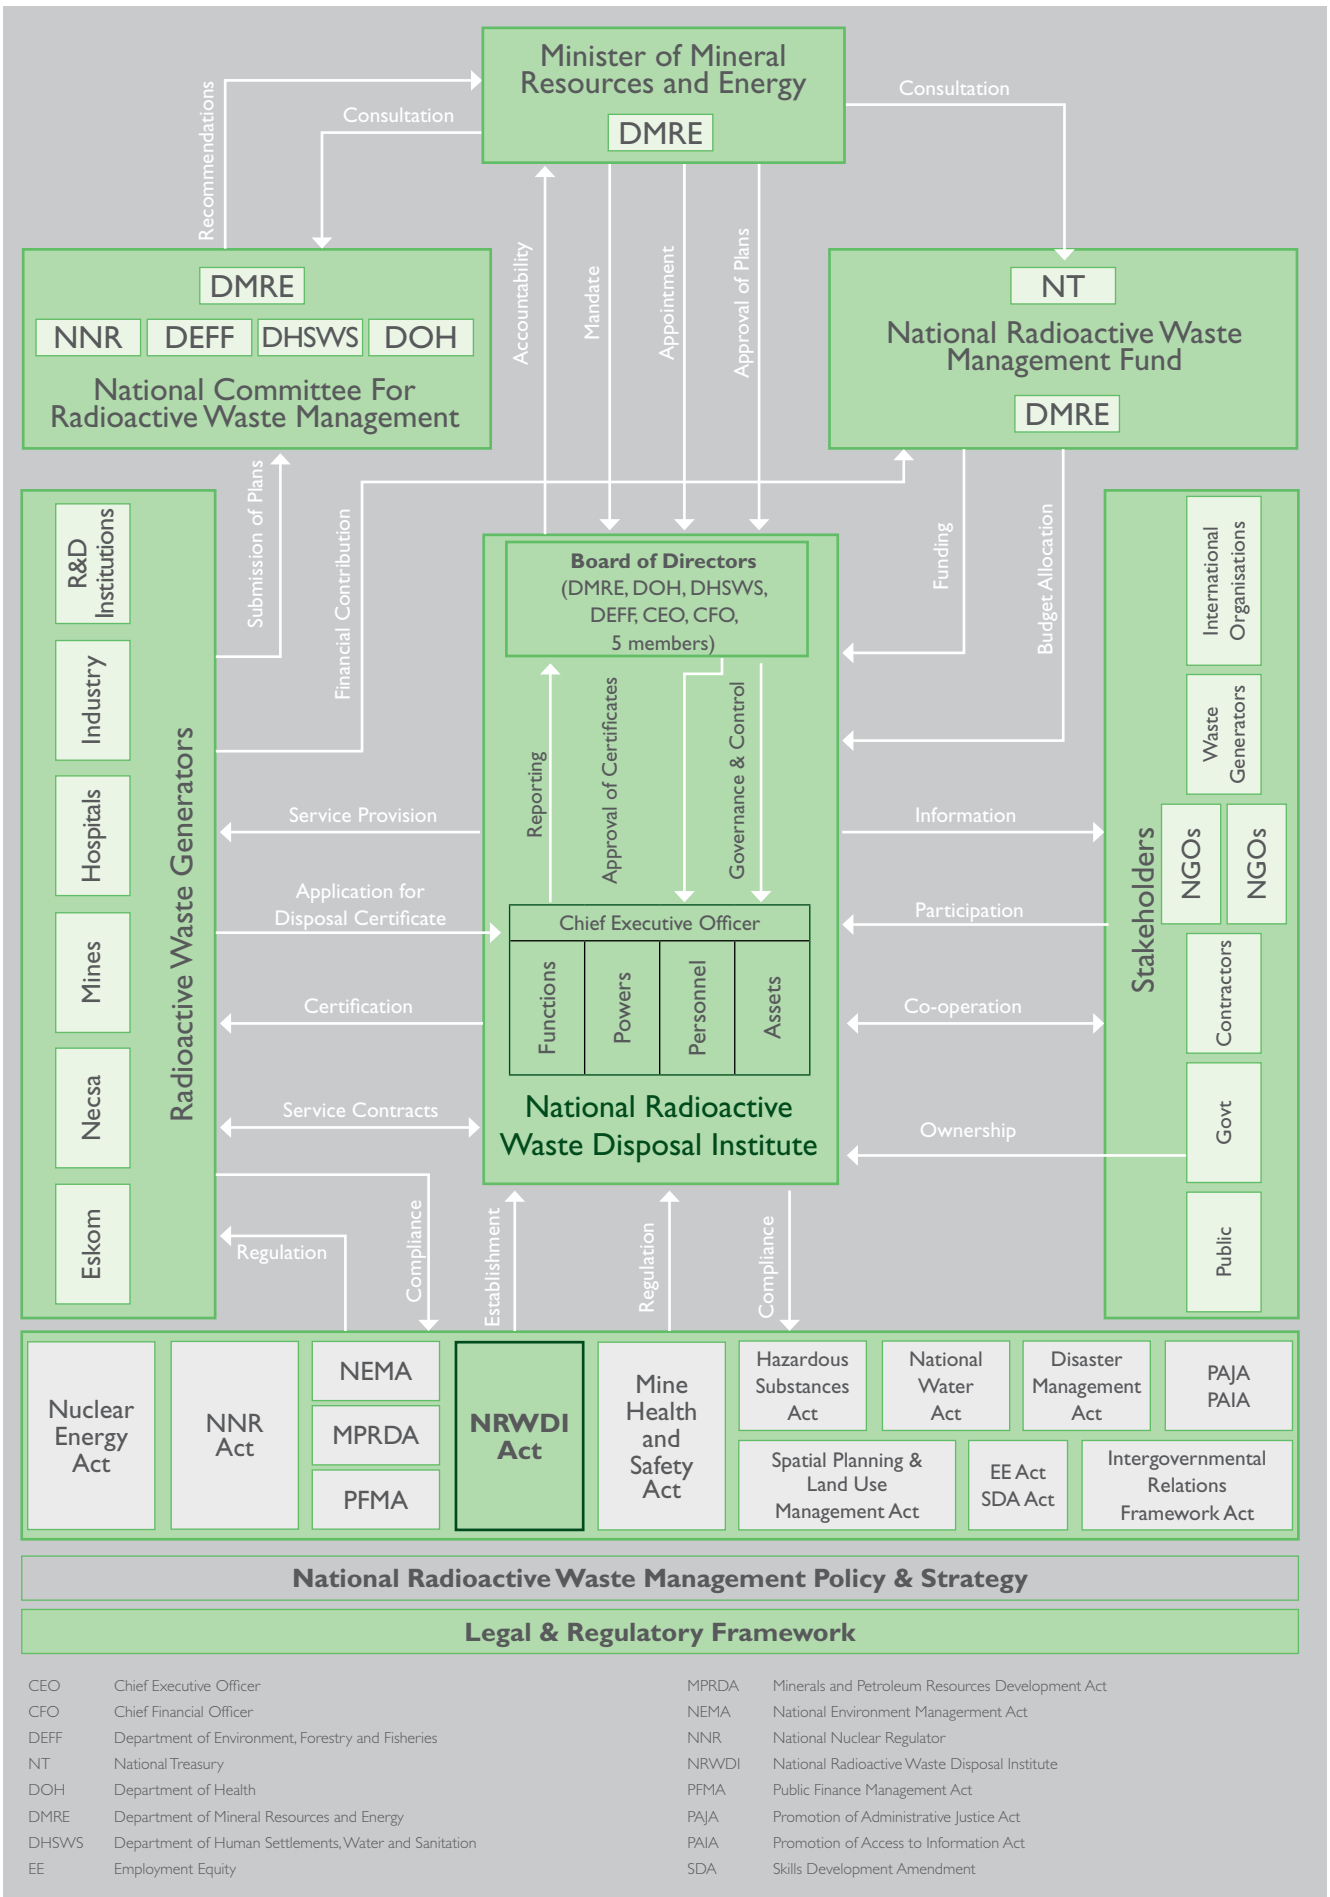 Minister of Mineral
Resources and Energy
DMRE
Recommendations
Consultation
Consultation
Accountability
Mandate
Appointment
Approval of Plans
DMRE
NNR
DEFF
DHSWS
DOH
National Committee For
Radioactive Waste Management
NT
National Radioactive Waste
Management Fund
DMRE
Submission of Plans
Financial Contribution
Funding
Budget Allocation
Radioactive Waste Generators
R&D
Institutions
Industry
Hospitals
Mines
Necsa
Eskom
Board of Directors
(DMRE, DOH, DHSWS,
DEFF, CEO, CFO,
5 members)
Reporting
Approval of Certificates
Governance & Control
Chief Executive Officer
Functions
Powers
Personnel
Assets
National Radioactive
Waste Disposal Institute
Service Provision
Application for
Disposal Certificate
Certification
Service Contracts
Information
Participation
Co-operation
Ownership
Stakeholders
International
Organisations
Waste
Generators
NGOs
NGOs
Contractors
Govt
Public
Regulation
Compliance
Establishment
Regulation
Compliance
Nuclear
Energy
Act
NNR
Act
NEMA
MPRDA
PFMA
NRWDI
Act
Mine
Health
and
Safety
Act
Hazardous
Substances
Act
National
Water
Act
Disaster
Management
Act
PAJA
PAIA
Spatial Planning &
Land Use
Management Act
EE Act
SDA Act
Intergovernmental
Relations
Framework Act
National Radioactive Waste Management Policy & Strategy
Legal & Regulatory Framework
CEO Chief Executive Officer
CFO Chief Financial Officer
DEFF Department of Environment, Forestry and Fisheries
NT National Treasury
DOH Department of Health
DMRE Department of Mineral Resources and Energy
DHSWS Department of Human Settlements, Water and Sanitation
EE Employment Equity
MPRDA Minerals and Petroleum Resources Development Act
NEMA National Environment Managerment Act
NNR National Nuclear Regulator
NRWDI National Radioactive Waste Disposal Institute
PFMA Public Finance Management Act
PAJA Promotion of Administrative Justice Act
PAIA Promotion of Access to Information Act
SDA Skills Development Amendment